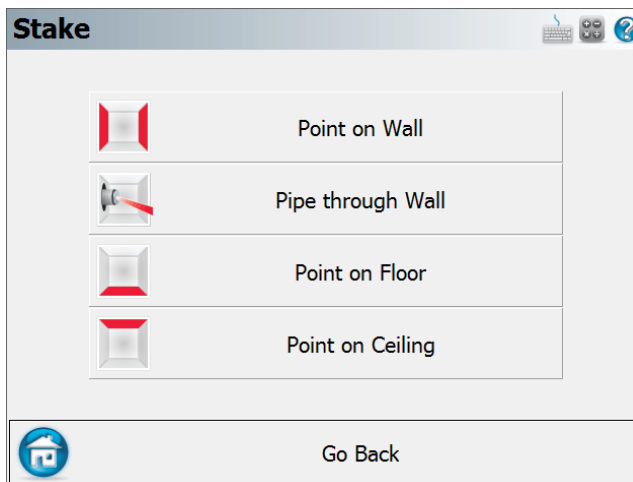 Stake
Point on Wall
Pipe through Wall
Point on Floor
Point on Ceiling
Go Back